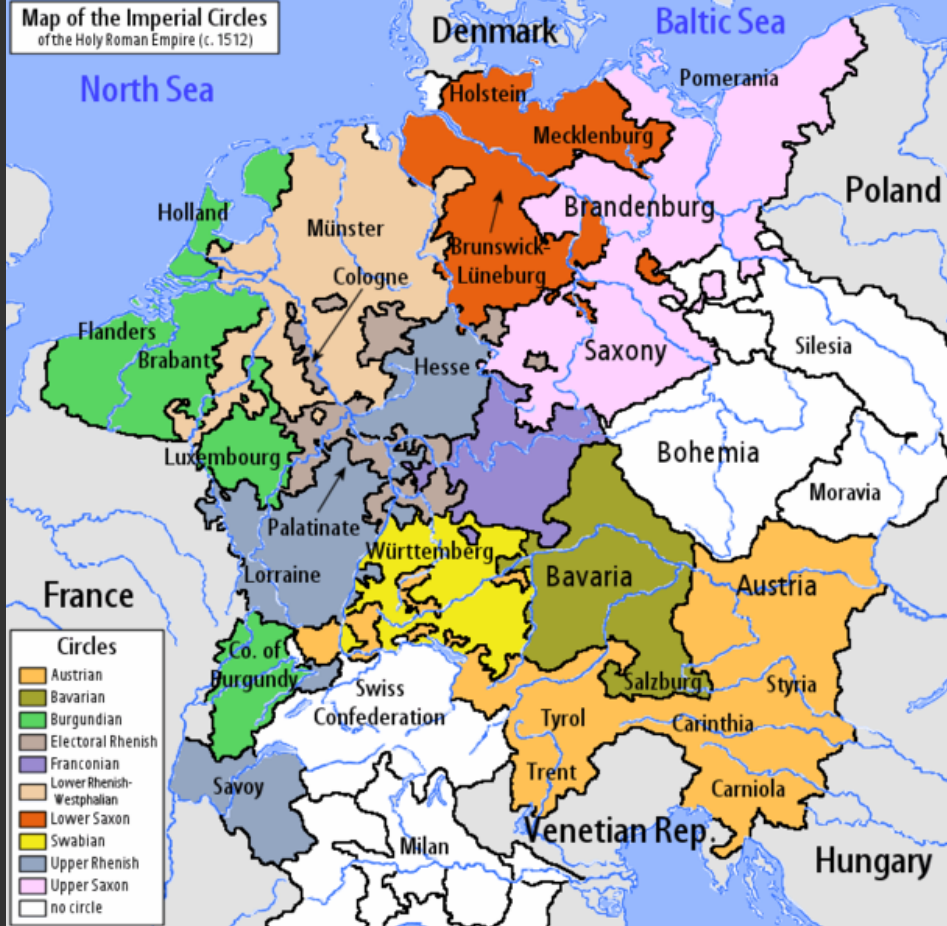 Map of the Imperial Circles
of the Holy Roman Empire (c. 1512)
Denmark
Baltic Sea
North Sea
Holstein
Pomerania
Mecklenburg
Poland
Holland
Brandenburg
Münster
Brunswick-
Lüneburg
Cologne
Flanders
Brabant
Hesse
Saxony
Silesia
Luxembourg
Bohemia
Moravia
Palatinate
Württemberg
Lorraine
Bavaria
Austria
France
Co. of
Burgundy
Swiss
Confederation
Salzburg
Styria
Tyrol
Carinthia
Trent
Savoy
Carniola
Milan
Venetian Rep.
Hungary
Circles
Austrian
Bavarian
Burgundian
Electoral Rhenish
Franconian
Lower Rhenish-
Westphalian
Lower Saxon
Swabian
Upper Rhenish
Upper Saxon
no circle